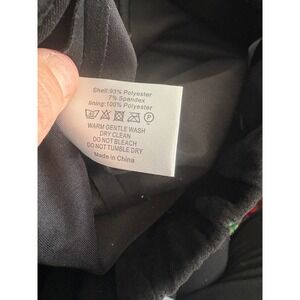 Shell:93% Polyester
7% Spandex
lining:100% Polyester
WARM GENTLE WASH
DRY CLEAN
DO NOT BLEACH
DO NOT TUMBLE DRY
Made in China